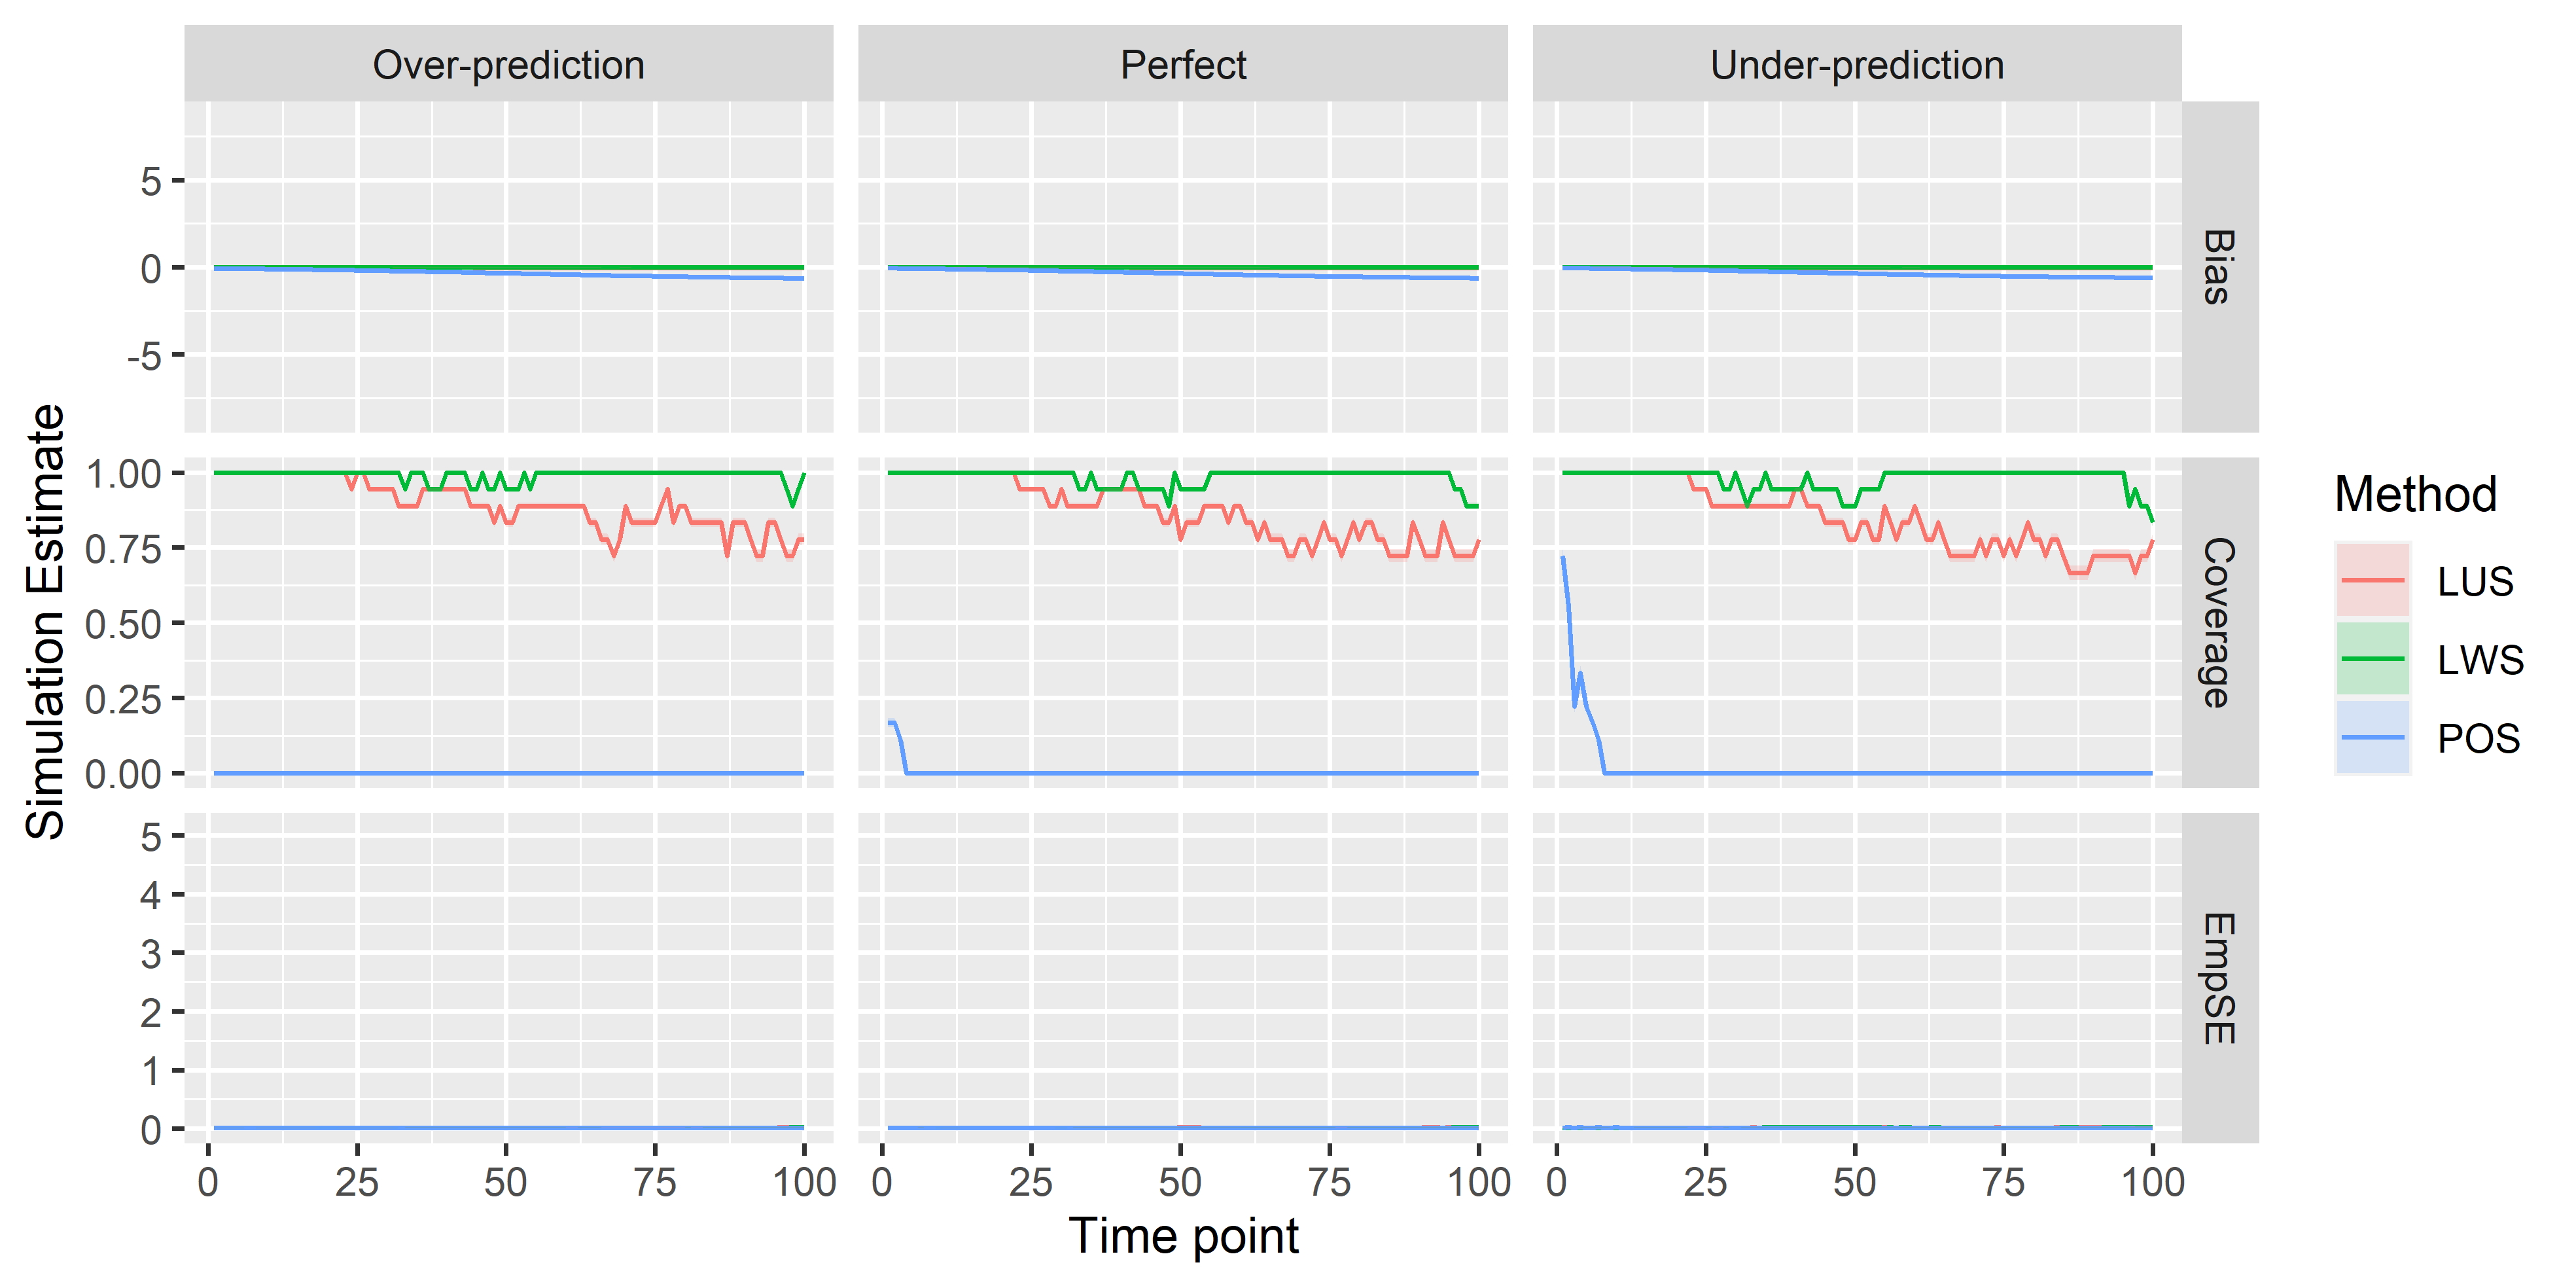 Over-prediction
Perfect
Under-prediction
5
0
-5
Bias
1.00
0.75
0.50
0.25
0.00
Coverage
5
4
3
2
1
0
EmpSE
0 25 50 75 100
0 25 50 75 100
0 25 50 75 100
Time point
Simulation Estimate
Method
LUS
LWS
POS